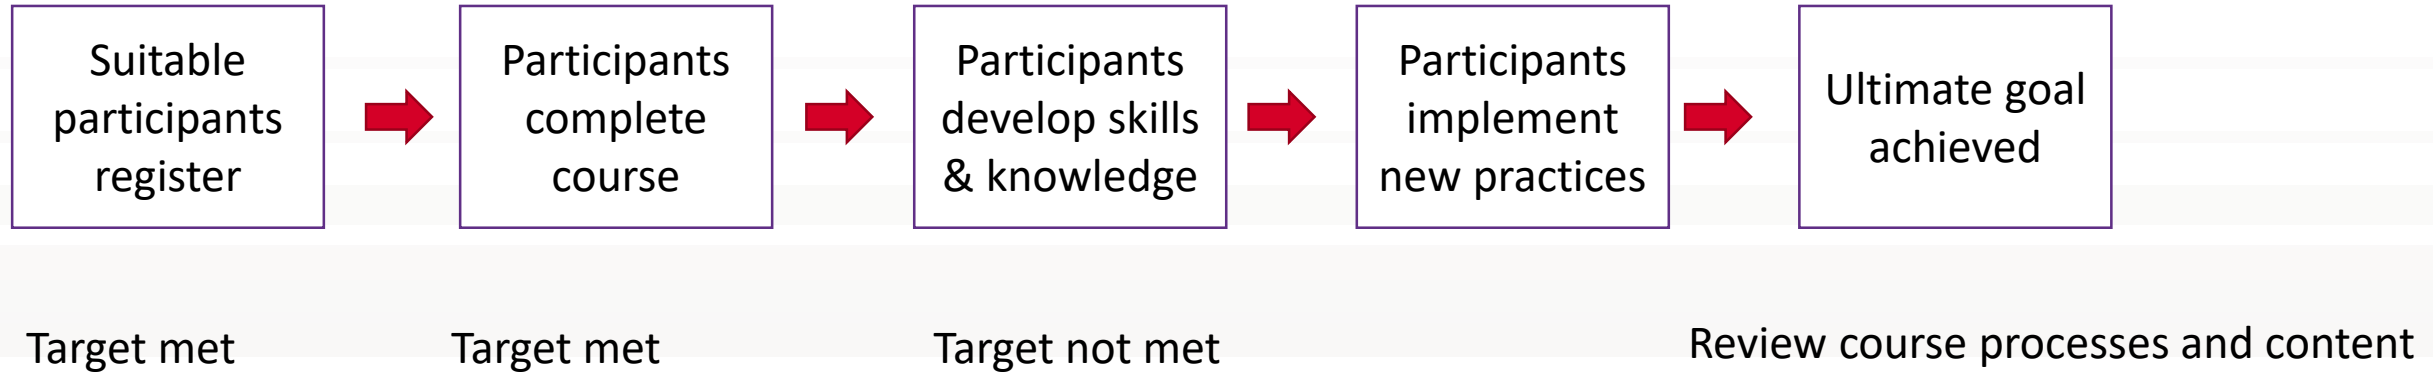 Suitable
participants
register
Participants
complete
course
Participants
develop skills
& knowledge
Participants
implement
new practices
Ultimate goal
achieved
Target met
Target met
Target not met
Review course processes and content